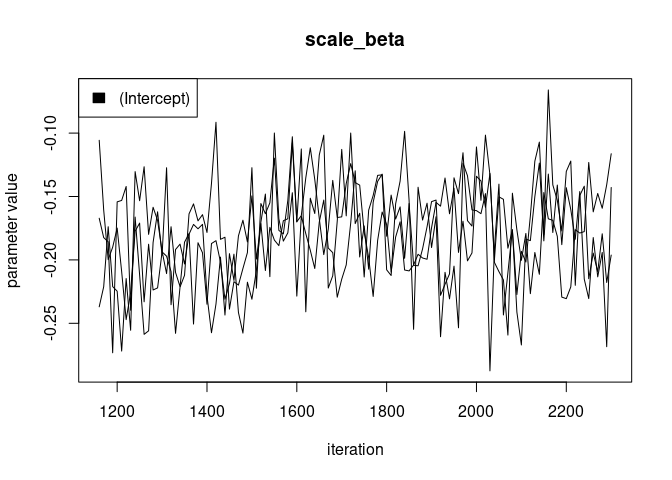 scale_beta
(Intercept)
-0.10
-0.15
-0.20
-0.25
parameter value
1200 1400 1600 1800 2000 2200
iteration